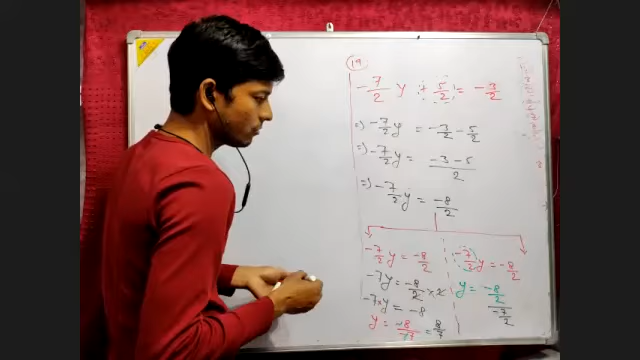 19
-7/2 y + 5/2 = -3/2
=) -7/2 y = -3/2 - 5/2
=) -7/2 y = -3-5/2
=) -7/2 y = -8/2
-7/2 y = -8/2
-7y = -8/2 × 2
-7×y = -8
y = -8/-7 = 8/7
-7/2 y = -8/2
y = -8/2 / -7/2